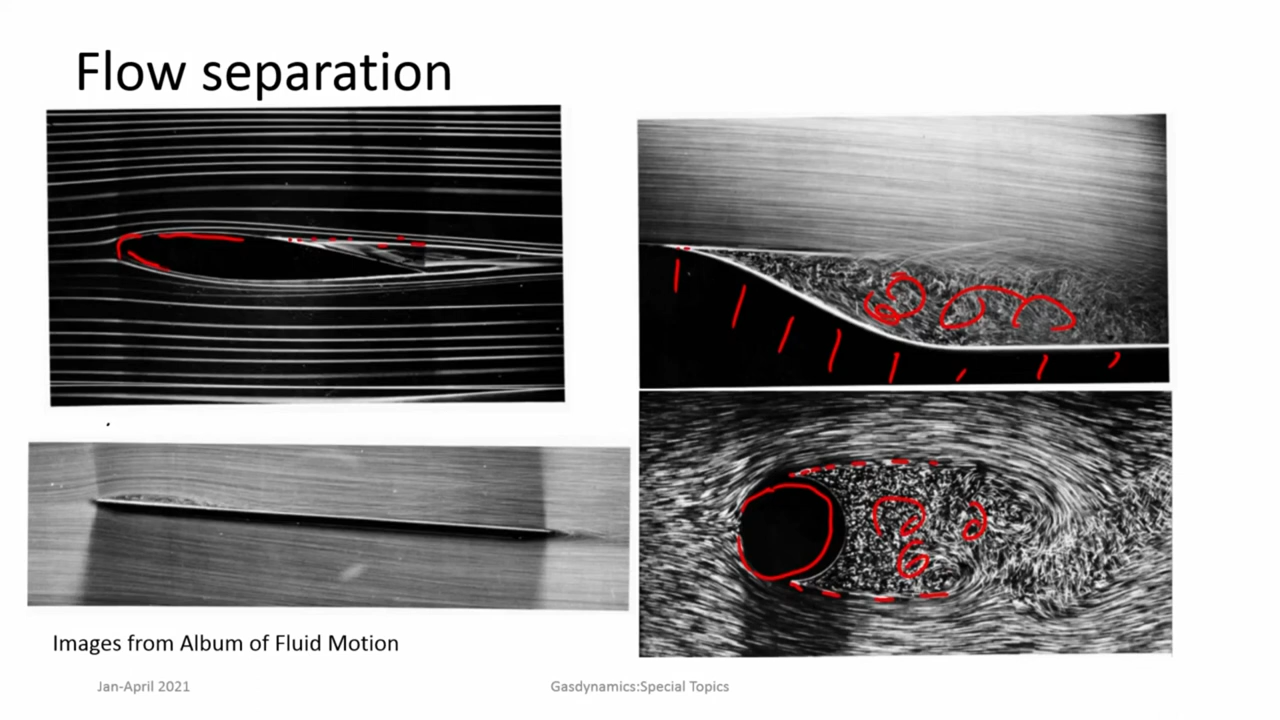 Flow separation
Images from Album of Fluid Motion
Jan-April 2021
Gasdynamics:Special Topics